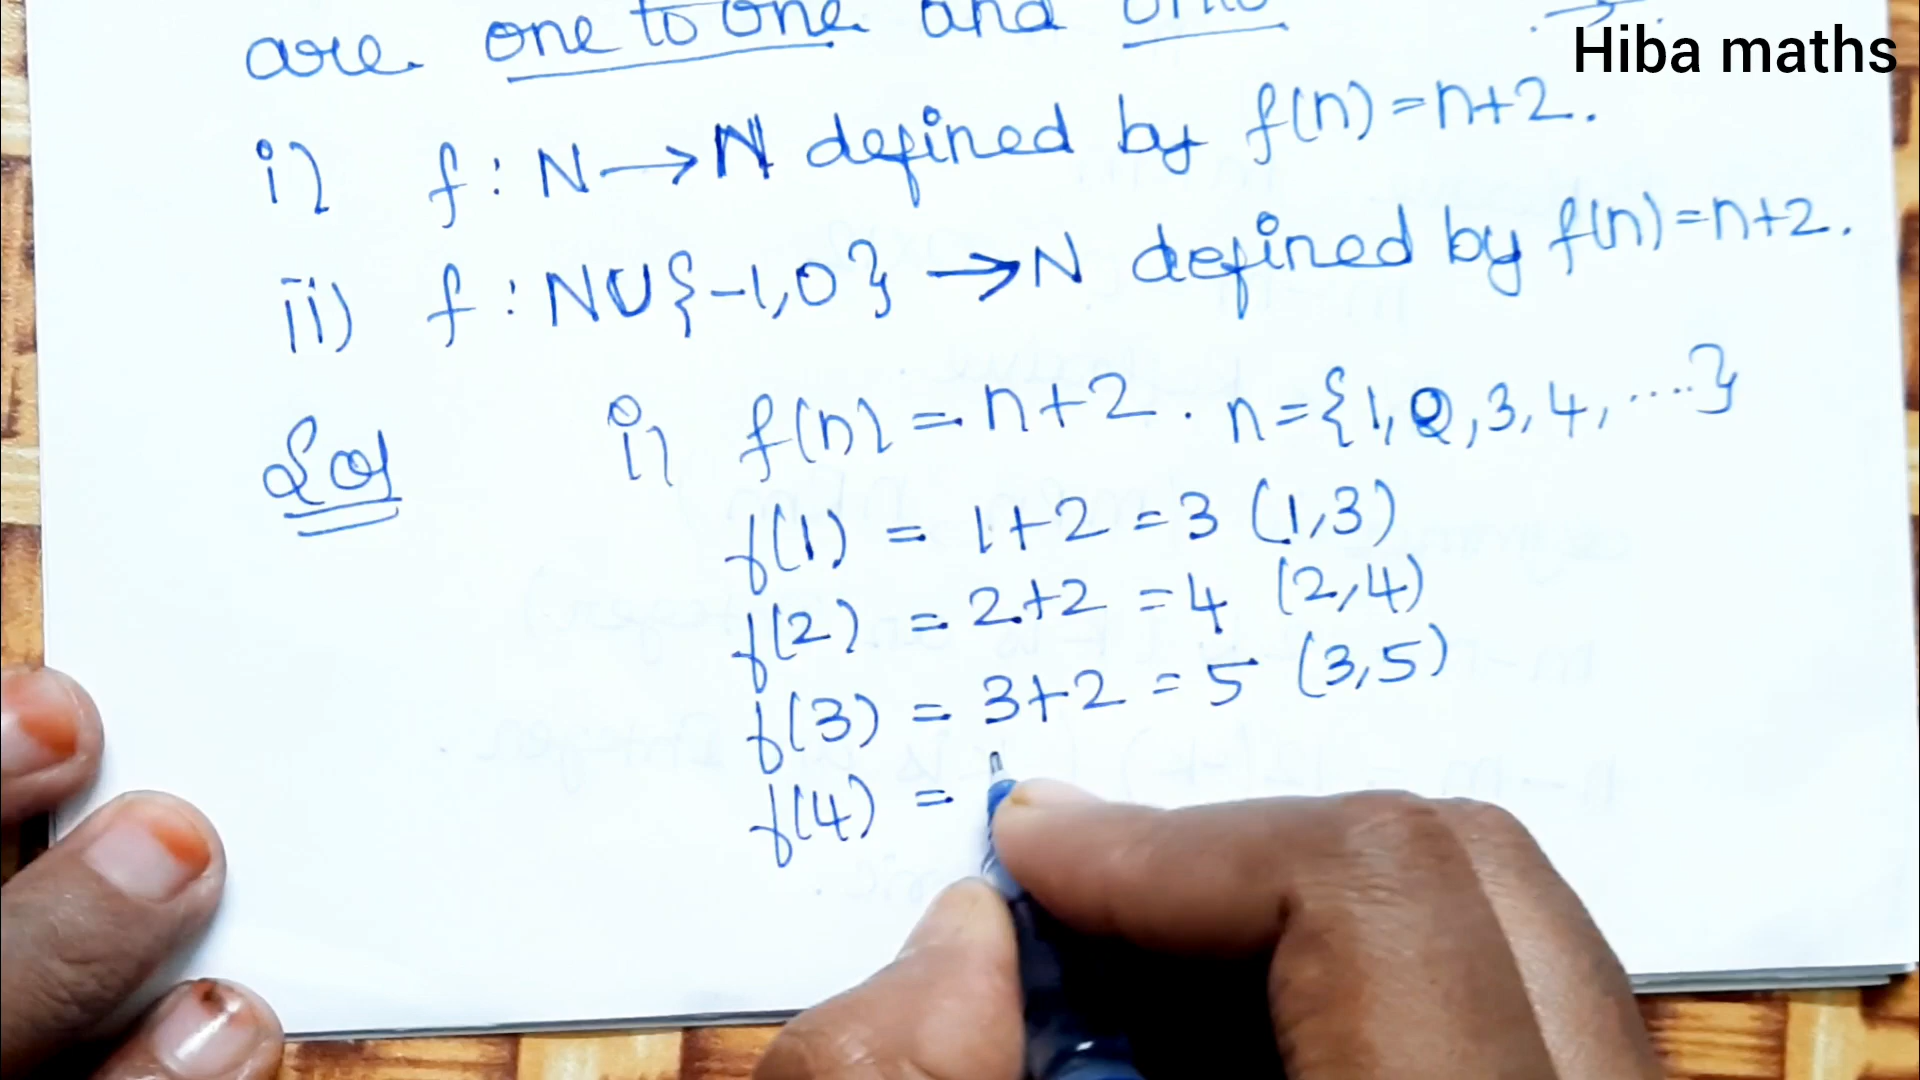 Hiba maths
are one to one and onto
i) f : N → N defined by f(n) = n+2.
ii) f : NU{-1,0} → N defined by f(n) = n+2.
Sol i) f(n) = n+2 . n = {1,2,3,4, ....}
f(1) = 1+2 = 3 (1,3)
f(2) = 2+2 = 4 (2,4)
f(3) = 3+2 = 5 (3,5)
f(4) =